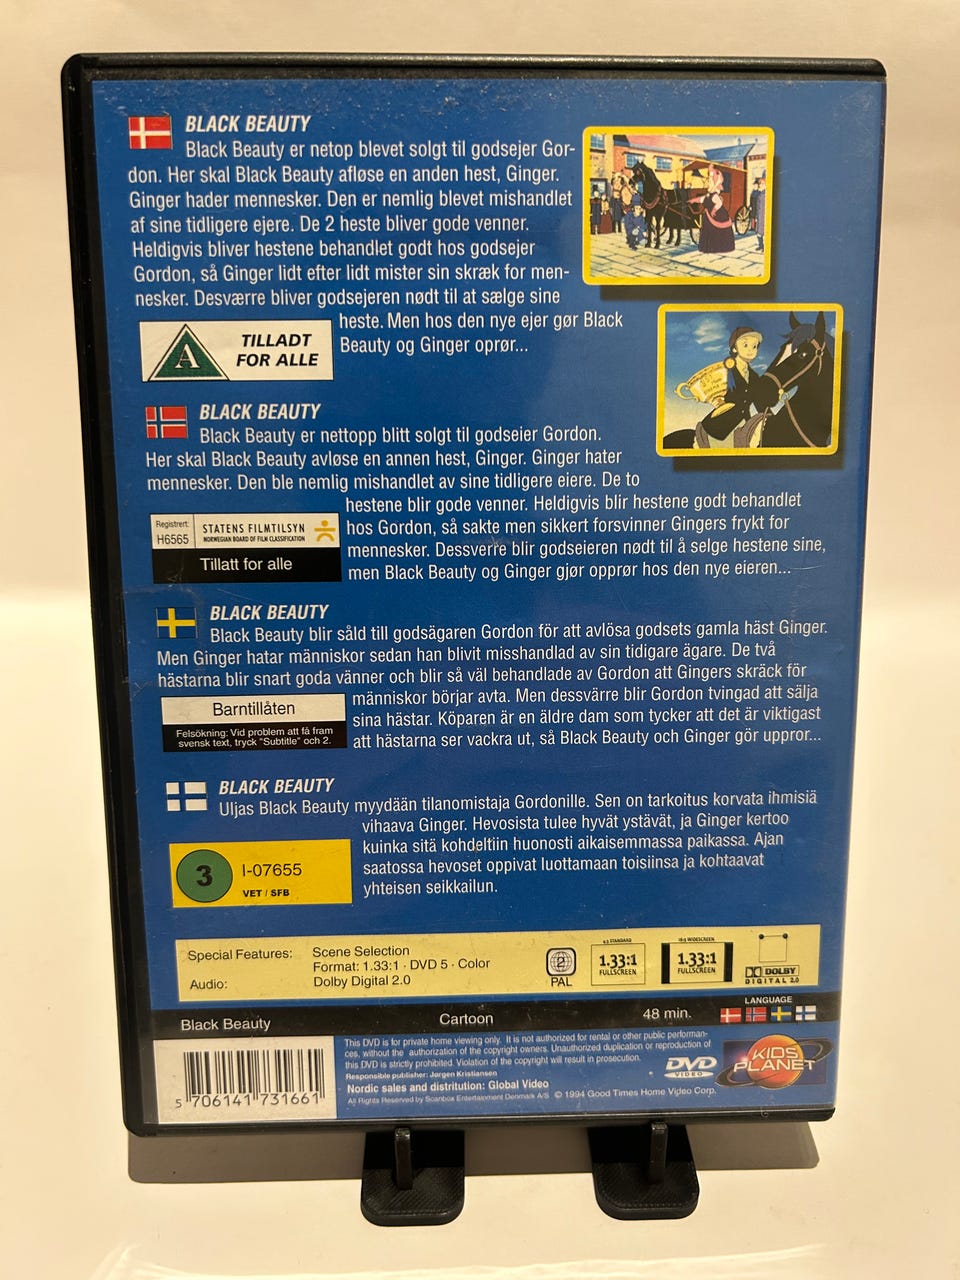 BLACK BEAUTY
Black Beauty er netop blevet solgt til godsejer Gor-
don. Her skal Black Beauty afløse en anden hest, Ginger.
Ginger hader mennesker. Den er nemlig blevet mishandlet
af sine tidligere ejere. De 2 heste bliver gode venner.
Heldigvis bliver hestene behandlet godt hos godsejer
Gordon, så Ginger lidt efter lidt mister sin skræk for men-
nesker. Desværre bliver godsejeren nødt til at sælge sine
heste. Men hos den nye ejer gør Black
Beauty og Ginger oprør...
A
TILLADT
FOR ALLE
BLACK BEAUTY
Black Beauty er nettopp blitt solgt til godseier Gordon.
Her skal Black Beauty avløse en annen hest, Ginger. Ginger hater
mennesker. Den ble nemlig mishandlet av sine tidligere eiere. De to
hestene blir gode venner. Heldigvis blir hestene godt behandlet
hos Gordon, så sakte men sikkert forsvinner Gingers frykt for
mennesker. Dessverre blir godseieren nødt til å selge hestene sine,
men Black Beauty og Ginger gjør opprør hos den nye eieren...
Registrert:
H6565
STATENS FILMTILSYN
NORWEGIAN BOARD OF FILM CLASSIFICATION
Tillatt for alle
BLACK BEAUTY
Black Beauty blir såld till godsägaren Gordon för att avlösa godsets gamla häst Ginger.
Men Ginger hatar människor sedan han blivit misshandlad av sin tidigare ägare. De två
hästarna blir snart goda vänner och blir så väl behandlade av Gordon att Gingers skräck för
människor börjar avta. Men dessvärre blir Gordon tvingad att sälja
sina hästar. Köparen är en äldre dam som tycker att det är viktigast
att hästarna ser vackra ut, så Black Beauty och Ginger gör uppror...
Barntillåten
Felsökning: Vid problem att få fram
svensk text, tryck "Subtitle" och 2.
BLACK BEAUTY
Uljas Black Beauty myydään tilanomistaja Gordonille. Sen on tarkoitus korvata ihmisiä
vihaava Ginger. Hevosista tulee hyvät ystävät, ja Ginger kertoo
kuinka sitä kohdeltiin huonosti aikaisemmassa paikassa. Ajan
saatossa hevoset oppivat luottamaan toisiinsa ja kohtaavat
yhteisen seikkailun.
3
I-07655
VET / SFB
Special Features: Scene Selection
Format: 1.33:1 · DVD 5 · Color
Audio: Dolby Digital 2.0
2
PAL
4:3 STANDARD
1.33:1
FULLSCREEN
16:9 WIDESCREEN
1.33:1
FULLSCREEN
DOLBY
DIGITAL 2.0
Black Beauty Cartoon 48 min.
LANGUAGE
This DVD is for private home viewing only. It is not authorized for rental or other public performan-
ces, without the authorization of the copyright owners. Unauthorized duplication or reproduction of
this DVD is strictly prohibited. Violation of the copyright will result in prosecution.
Responsible publisher: Jørgen Kristiansen
Nordic sales and distritution: Global Video
All Rights Reserved by Scanbox Entertainment Denmark A/S © 1994 Good Times Home Video Corp.
DVD
VIDEO
KIDS
PLANET
5 706141 731661